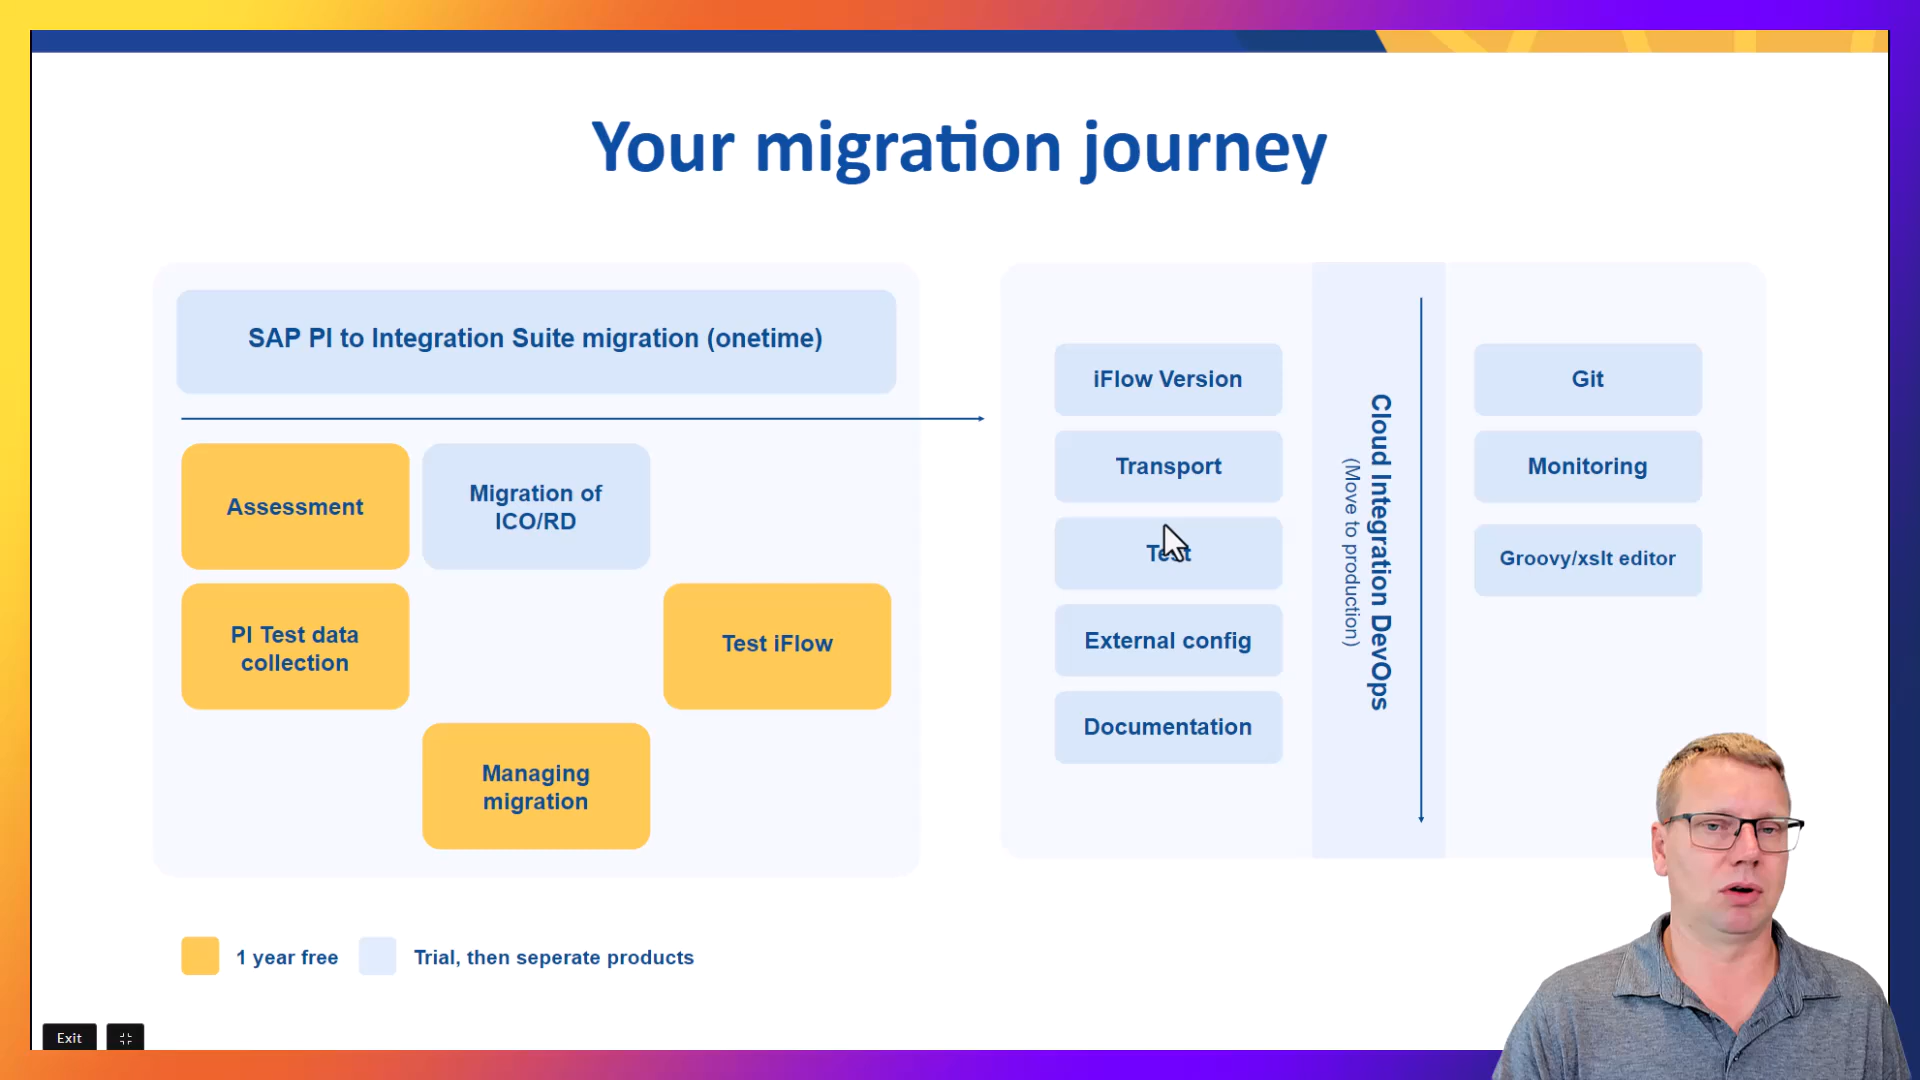 Your migration journey
SAP PI to Integration Suite migration (onetime)
Assessment
Migration of
ICO/RD
PI Test data
collection
Test iFlow
Managing
migration
iFlow Version
Transport
Test
External config
Documentation
Cloud Integration DevOps
(Move to production)
Git
Monitoring
Groovy/xslt editor
1 year free
Trial, then seperate products
Exit